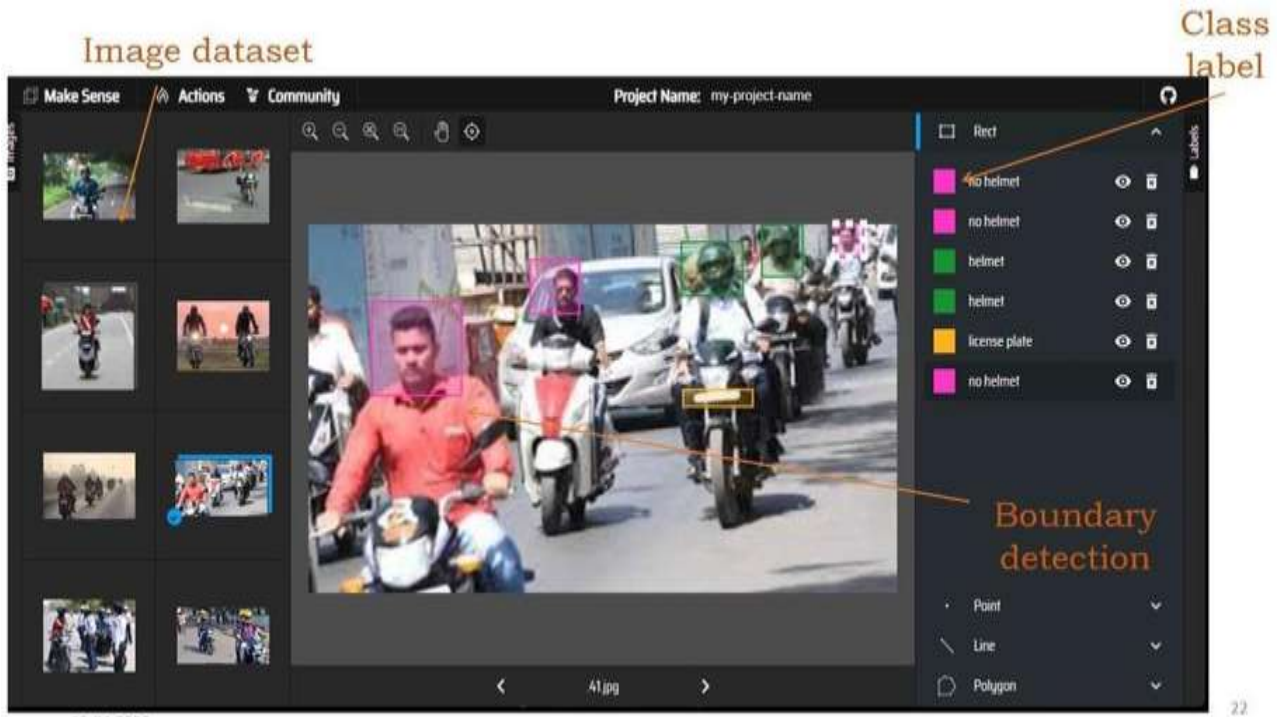 Image dataset
Class
label
Make Sense
Actions
Community
Project Name: my-project-name
Images
Rect
Labels
no helmet
no helmet
helmet
helmet
license plate
no helmet
Boundary
detection
Point
Line
Polygon
41.jpg
22